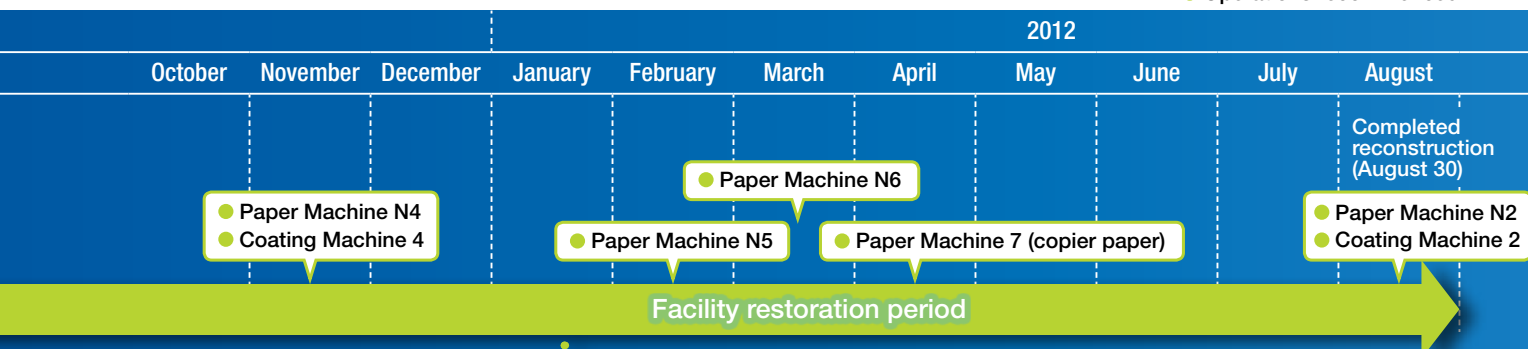 2012
October November December January February March April May June July August
Completed
reconstruction
(August 30)
Paper Machine N6
Paper Machine N4
Coating Machine 4
Paper Machine N5
Paper Machine 7 (copier paper)
Paper Machine N2
Coating Machine 2
Facility restoration period